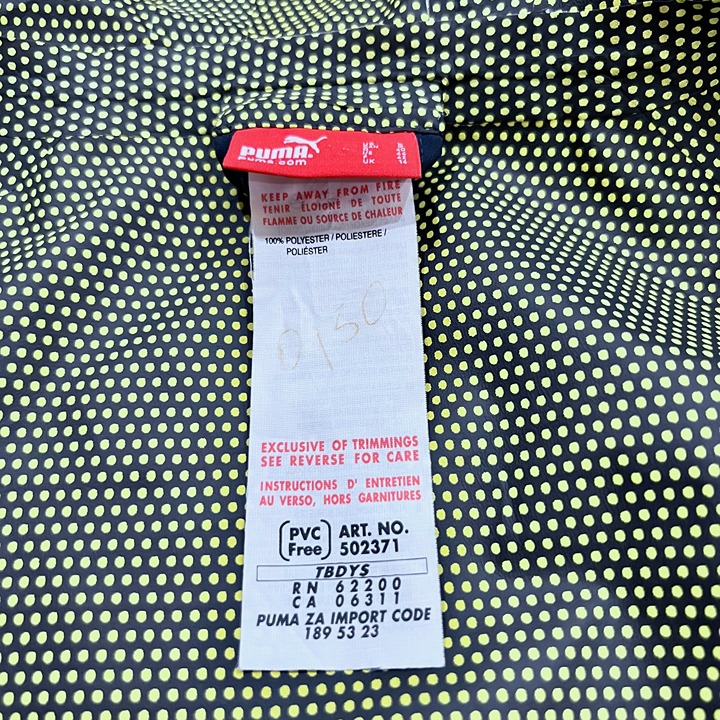 PUMA
puma.com
UK 14
KEEP AWAY FROM FIRE
TENIR ÉLOIGNÉ DE TOUTE
FLAMME OU SOURCE DE CHALEUR
100% POLYESTER / POLIESTERE /
POLIÉSTER
0150
EXCLUSIVE OF TRIMMINGS
SEE REVERSE FOR CARE
INSTRUCTIONS D' ENTRETIEN
AU VERSO, HORS GARNITURES
PVC Free ART. NO.
502371
TBDYS
RN 62200
CA 06311
PUMA ZA IMPORT CODE
189 53 23